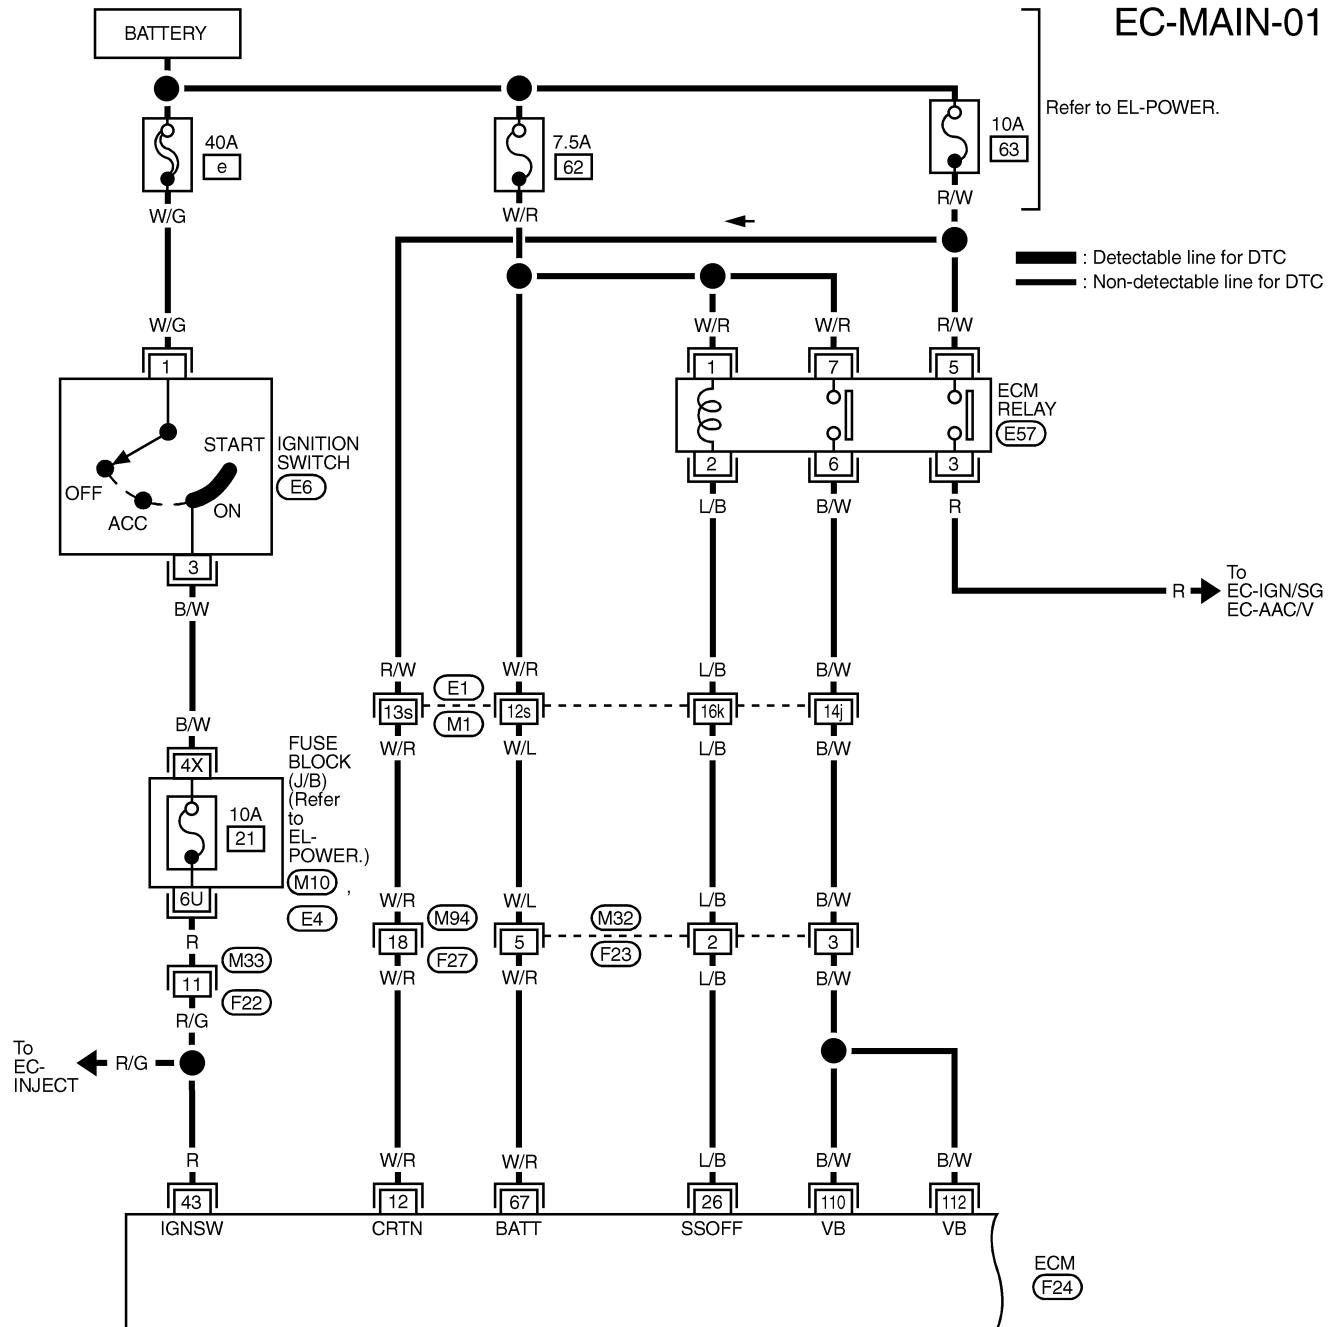 EC-MAIN-01
BATTERY
Refer to EL-POWER.
40A
e
7.5A
62
10A
63
W/G
W/R
R/W
: Detectable line for DTC
: Non-detectable line for DTC
W/G
W/R
W/R
R/W
1
1
7
5
ECM
RELAY
E57
START
OFF
ACC
ON
IGNITION
SWITCH
E6
2
6
3
L/B
B/W
R
3
B/W
R
To
EC-IGN/SG
EC-AAC/V
R/W
W/R
L/B
B/W
E1
M1
13s
12s
16k
14j
B/W
W/R
W/L
L/B
B/W
4X
10A
21
FUSE
BLOCK
(J/B)
(Refer
to
EL-
POWER.)
M10 ,
E4
6U
W/R
W/L
L/B
B/W
R
M94
F27
M32
F23
18
5
2
3
M33
F22
11
W/R
W/R
L/B
B/W
R/G
To
EC-
INJECT
R/G
R
W/R
W/R
L/B
B/W
B/W
43
12
67
26
110
112
IGNSW
CRTN
BATT
SSOFF
VB
VB
ECM
F24